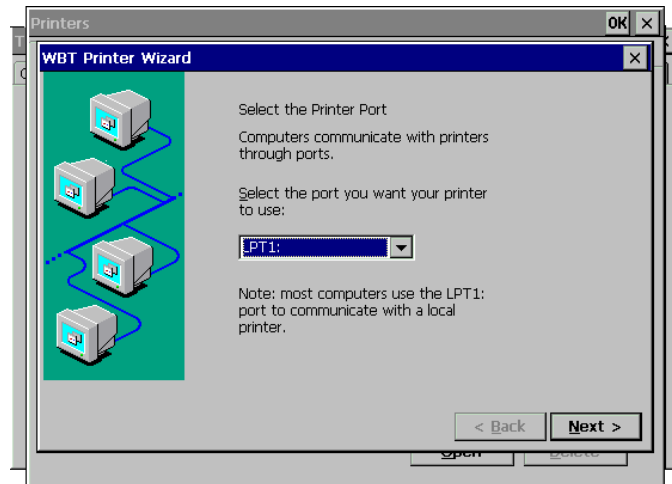 Printers
OK
WBT Printer Wizard
Select the Printer Port
Computers communicate with printers
through ports.
Select the port you want your printer
to use:
LPT1:
Note: most computers use the LPT1:
port to communicate with a local
printer.
< Back
Next >
Open
Delete